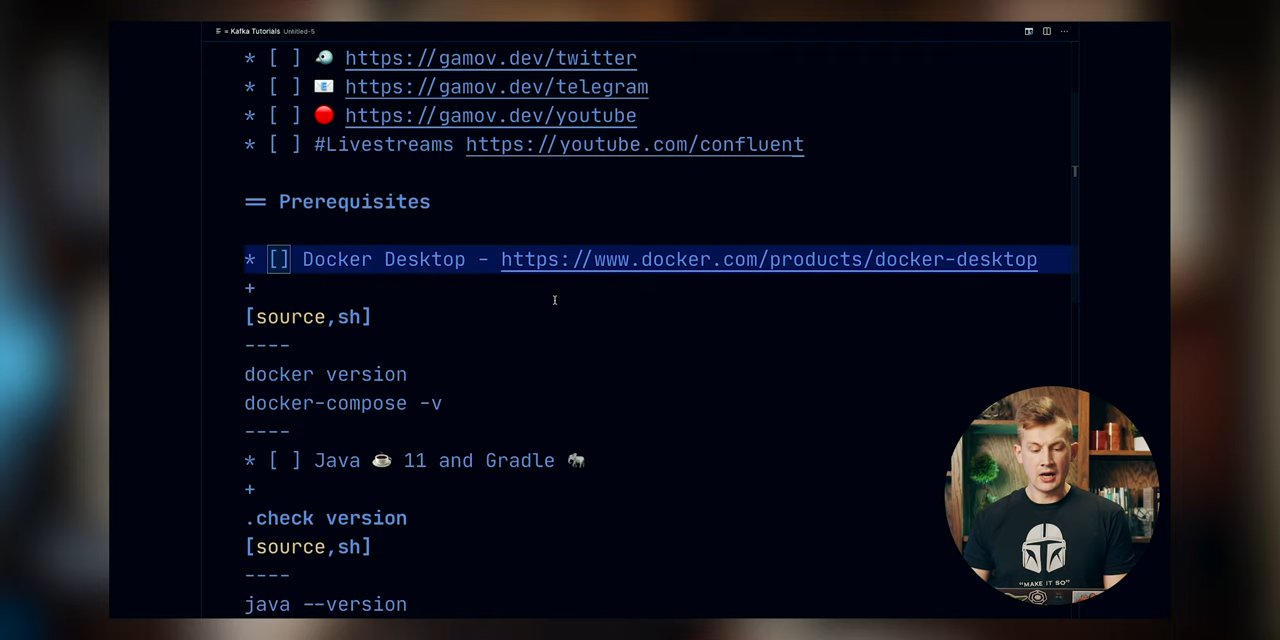 = Kafka Tutorials Untitled-5
* [ ] 🐦 https://gamov.dev/twitter
* [ ] 📧 https://gamov.dev/telegram
* [ ] 🔴 https://gamov.dev/youtube
* [ ] #Livestreams https://youtube.com/confluent
== Prerequisites
* [] Docker Desktop - https://www.docker.com/products/docker-desktop
+
[source,sh]
----
docker version
docker-compose -v
----
* [ ] Java ☕ 11 and Gradle 🐘
+
.check version
[source,sh]
----
java --version
"MAKE IT SO"